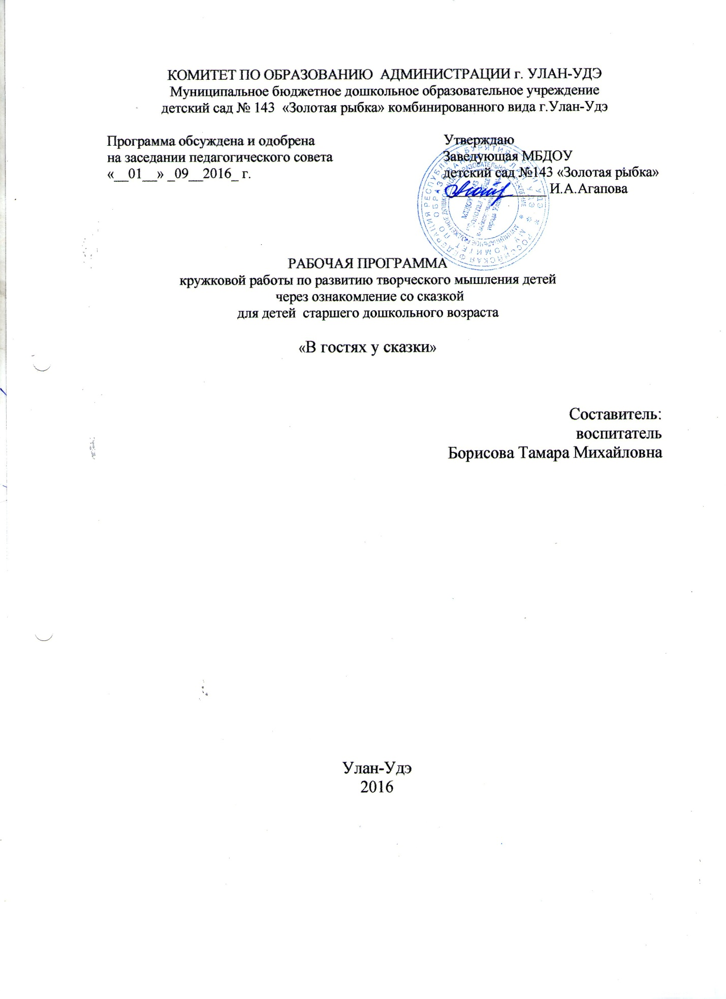 КОМИТЕТ ПО ОБРАЗОВАНИЮ АДМИНИСТРАЦИИ г. УЛАН-УДЭ
Муниципальное бюджетное дошкольное образовательное учреждение
детский сад № 143 «Золотая рыбка» комбинированного вида г.Улан-Удэ
Программа обсуждена и одобрена
на заседании педагогического совета
«__01__» _09__2016_ г.
Утверждаю
Заведующая МБДОУ
детский сад №143 «Золотая рыбка»
_______________ И.А.Агапова
РАБОЧАЯ ПРОГРАММА
кружковой работы по развитию творческого мышления детей
через ознакомление со сказкой
для детей старшего дошкольного возраста
«В гостях у сказки»
Составитель:
воспитатель
Борисова Тамара Михайловна
Улан-Удэ
2016